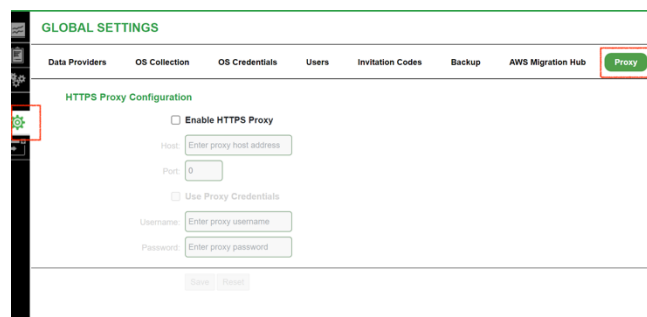 GLOBAL SETTINGS
Data Providers OS Collection OS Credentials Users Invitation Codes Backup AWS Migration Hub Proxy
HTTPS Proxy Configuration
Enable HTTPS Proxy
Host: Enter proxy host address
Port: 0
Use Proxy Credentials
Username: Enter proxy username
Password: Enter proxy password
Save Reset